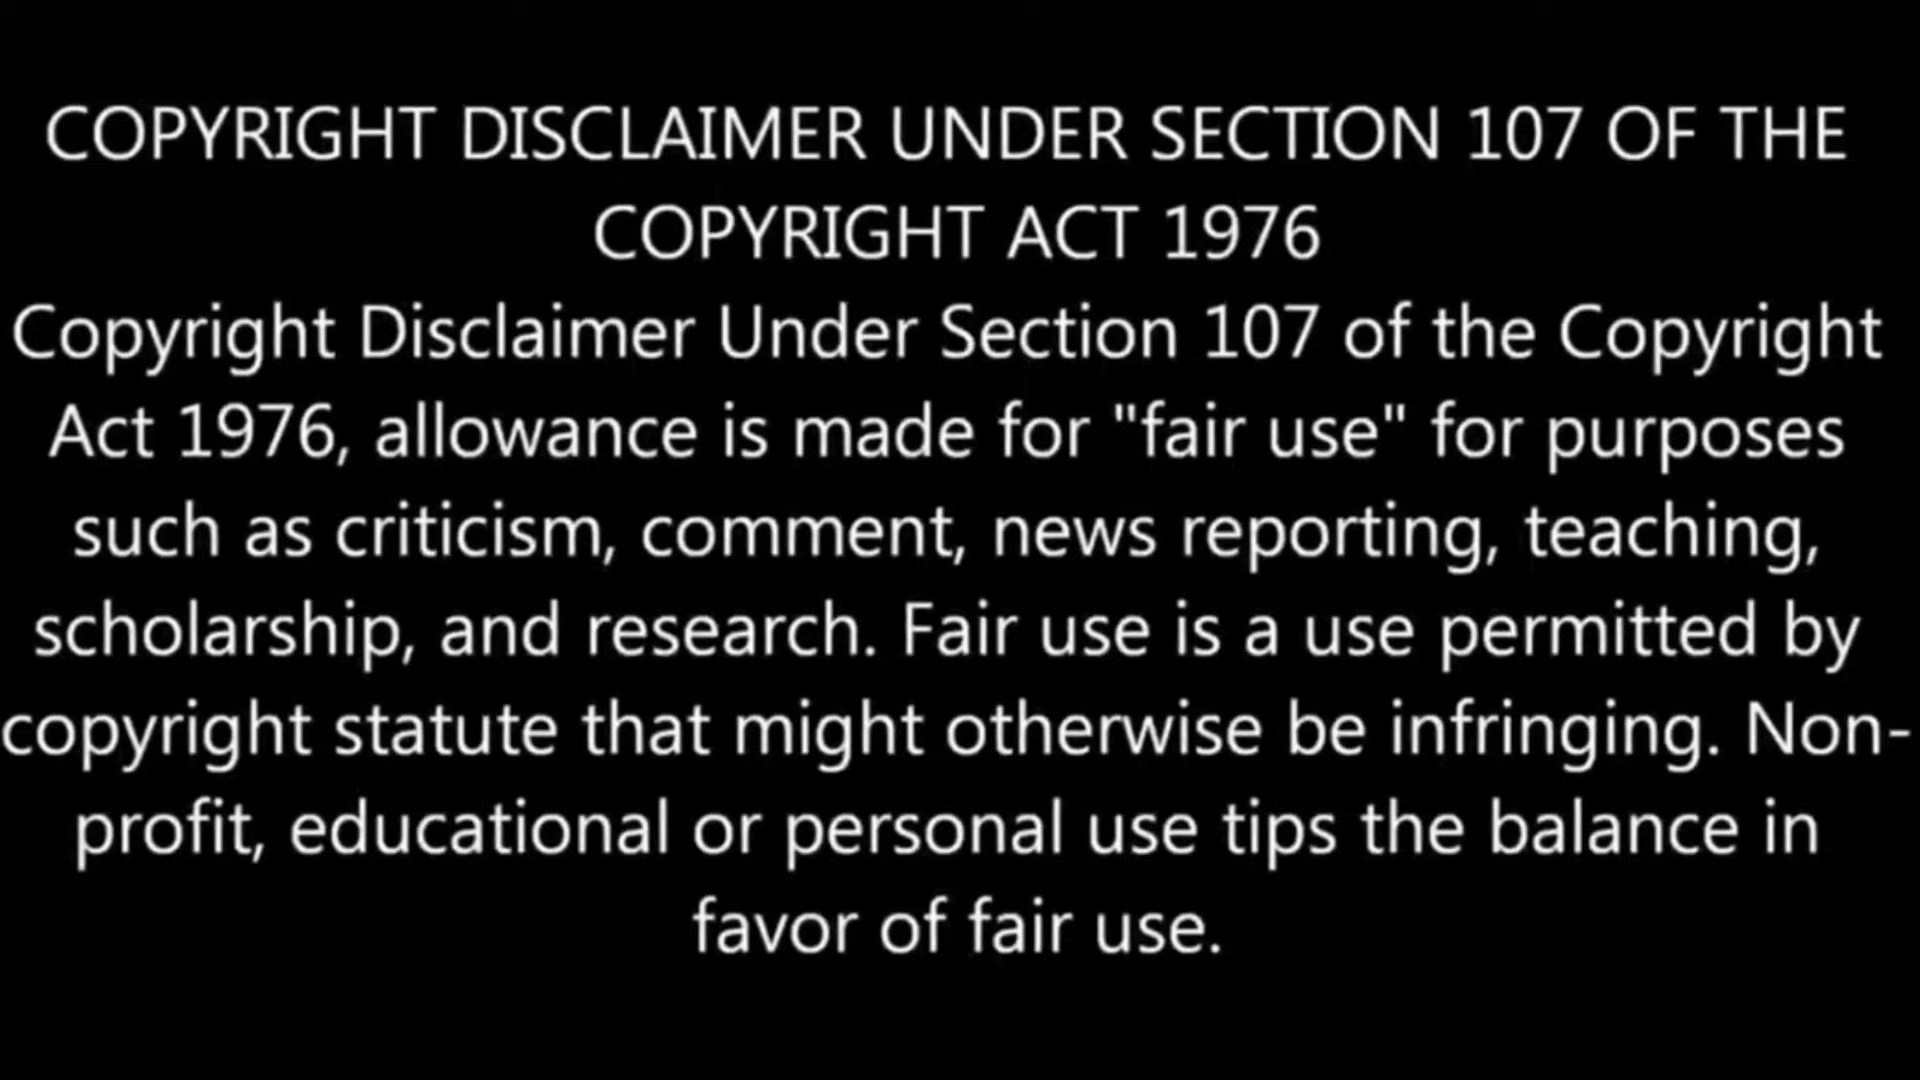 COPYRIGHT DISCLAIMER UNDER SECTION 107 OF THE
COPYRIGHT ACT 1976
Copyright Disclaimer Under Section 107 of the Copyright
Act 1976, allowance is made for "fair use" for purposes
such as criticism, comment, news reporting, teaching,
scholarship, and research. Fair use is a use permitted by
copyright statute that might otherwise be infringing. Non-
profit, educational or personal use tips the balance in
favor of fair use.